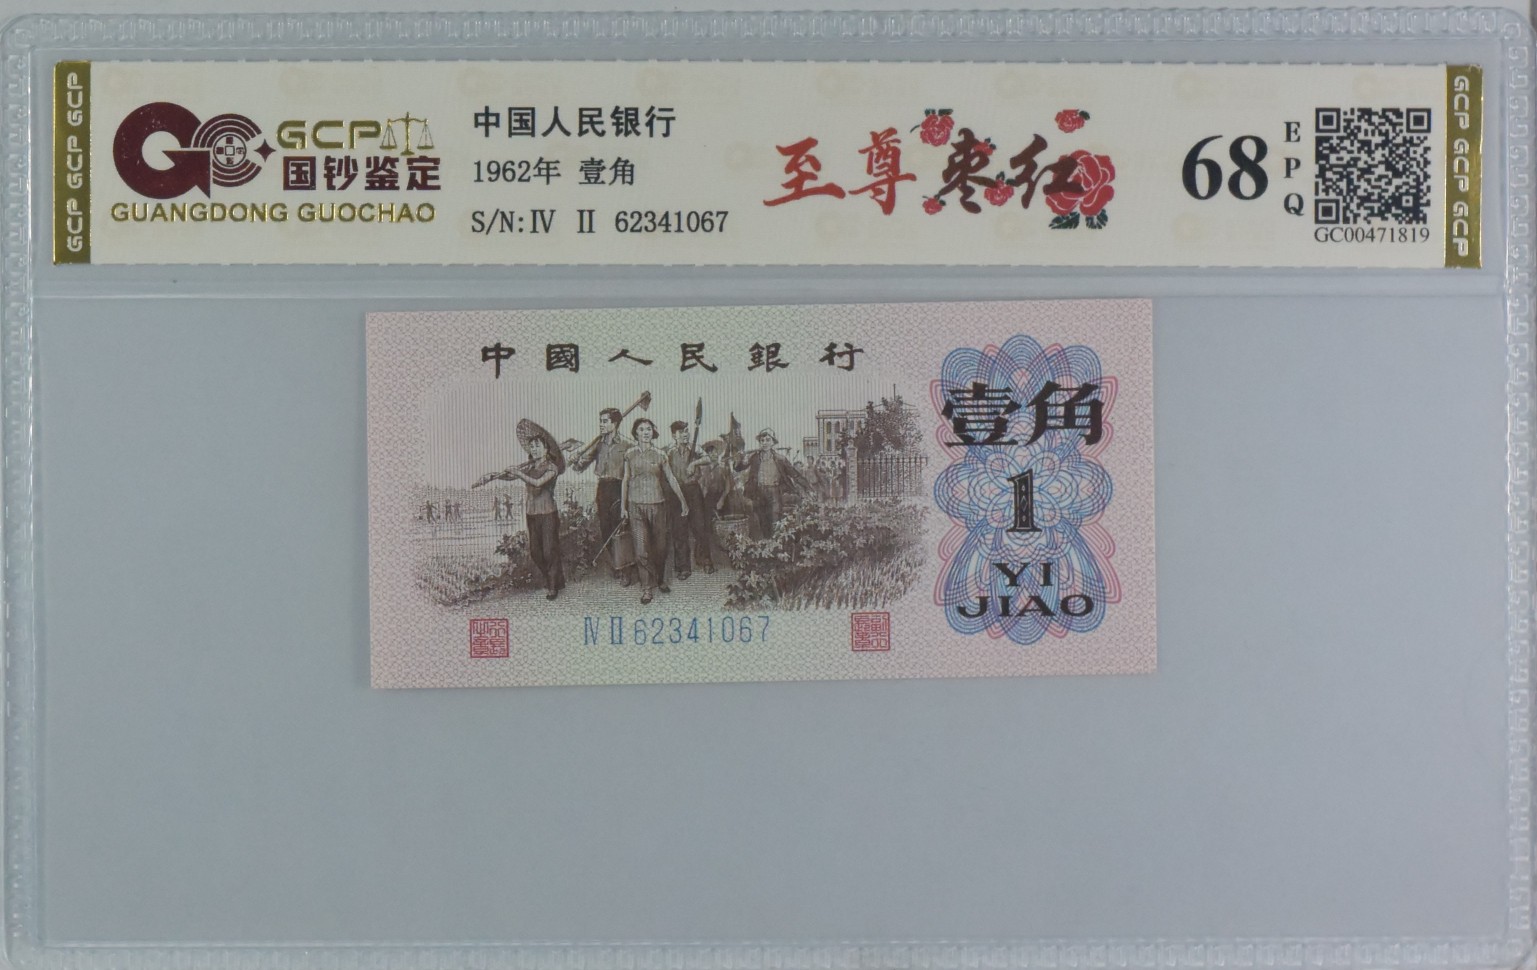 GCP GCP GCP
GCP
国钞鉴定
GUANGDONG GUOCHAO
中国人民银行
1962年 壹角
S/N:Ⅳ Ⅱ 62341067
至尊枣红
68
EPQ
GC00471819
GCP GCP GCP
中國人民銀行
壹角
1
YI
JIAO
Ⅳ Ⅱ 62341067